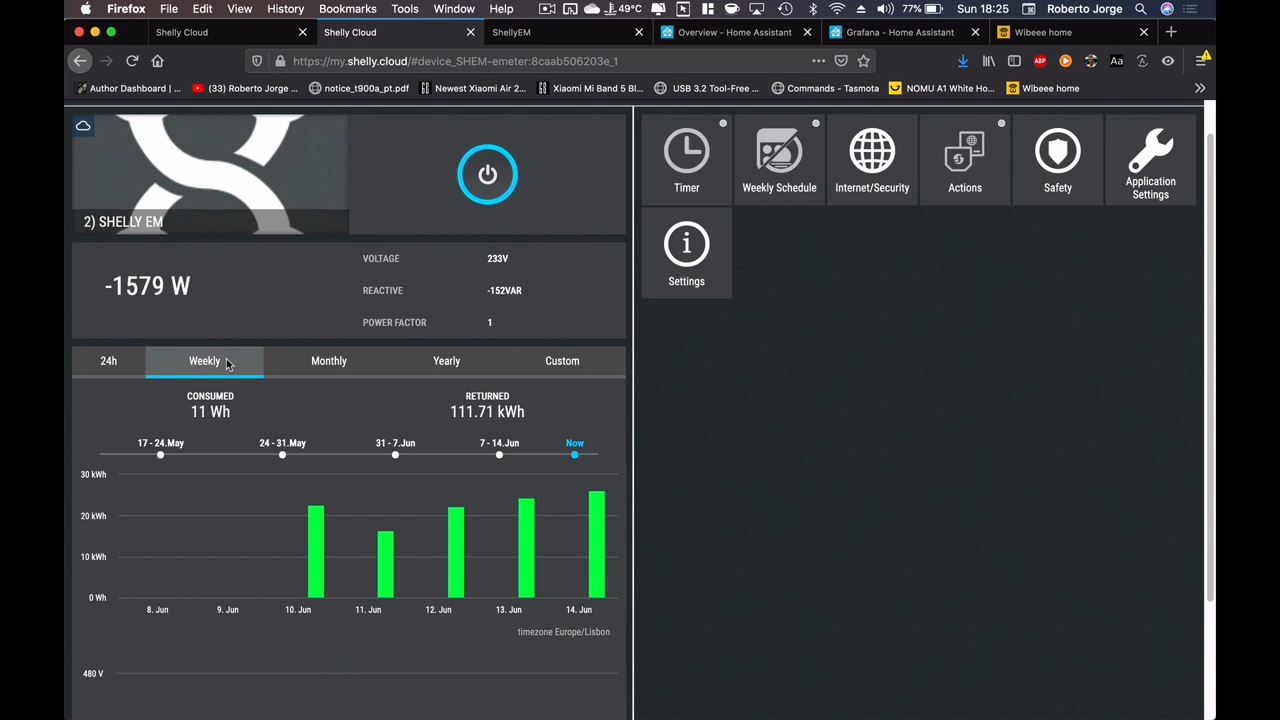 Firefox File Edit View History Bookmarks Tools Window Help 49°C 77% Sun 18:25 Roberto Jorge
Shelly Cloud Shelly Cloud ShellyEM Overview - Home Assistant Grafana - Home Assistant Wibeee home
https://my.shelly.cloud/#device_SHEM-emeter:8caab506203e_1 ABP Aa
Author Dashboard | ... (33) Roberto Jorge ... notice_t900a_pt.pdf Newest Xiaomi Air 2... Xiaomi Mi Band 5 Bl... USB 3.2 Tool-Free ... Commands - Tasmota NOMU A1 White Ho... Wibeee home
2) SHELLY EM
Timer Weekly Schedule Internet/Security Actions Safety Application
Settings
Settings
-1579 W
VOLTAGE 233V
REACTIVE -152VAR
POWER FACTOR 1
24h Weekly Monthly Yearly Custom
CONSUMED RETURNED
11 Wh 111.71 kWh
17 - 24.May 24 - 31.May 31 - 7.Jun 7 - 14.Jun Now
30 kWh
20 kWh
10 kWh
0 Wh
8. Jun 9. Jun 10. Jun 11. Jun 12. Jun 13. Jun 14. Jun
timezone Europe/Lisbon
480 V